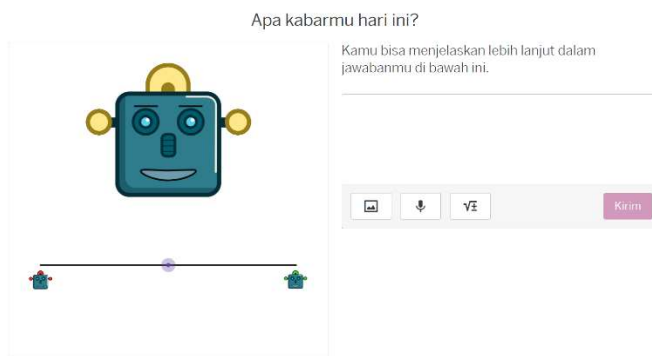 Apa kabarmu hari ini?
Kamu bisa menjelaskan lebih lanjut dalam
jawabanmu di bawah ini.
√±
Kirim